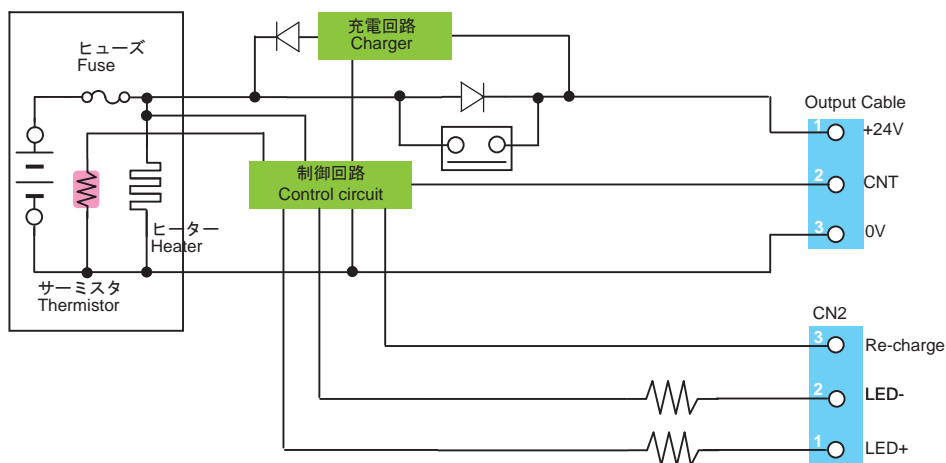 充電回路
Charger
ヒューズ
Fuse
Output Cable
1
+24V
制御回路
Control circuit
2
CNT
3
0V
ヒーター
Heater
サーミスタ
Thermistor
CN2
3
Re-charge
2
LED-
1
LED+